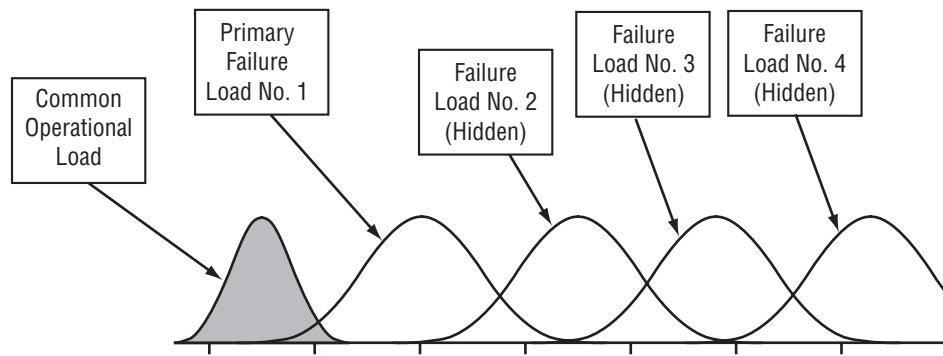 Common
Operational
Load
Primary
Failure
Load No. 1
Failure
Load No. 2
(Hidden)
Failure
Load No. 3
(Hidden)
Failure
Load No. 4
(Hidden)